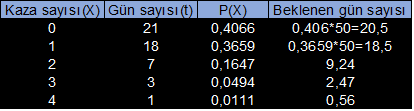 Kaza sayısı(X) Gün sayısı(t) P(X) Beklenen gün sayısı
0 21 0,4066 0,406*50=20,5
1 18 0,3659 0,3659*50=18,5
2 7 0,1647 9,24
3 3 0,0494 2,47
4 1 0,0111 0,56